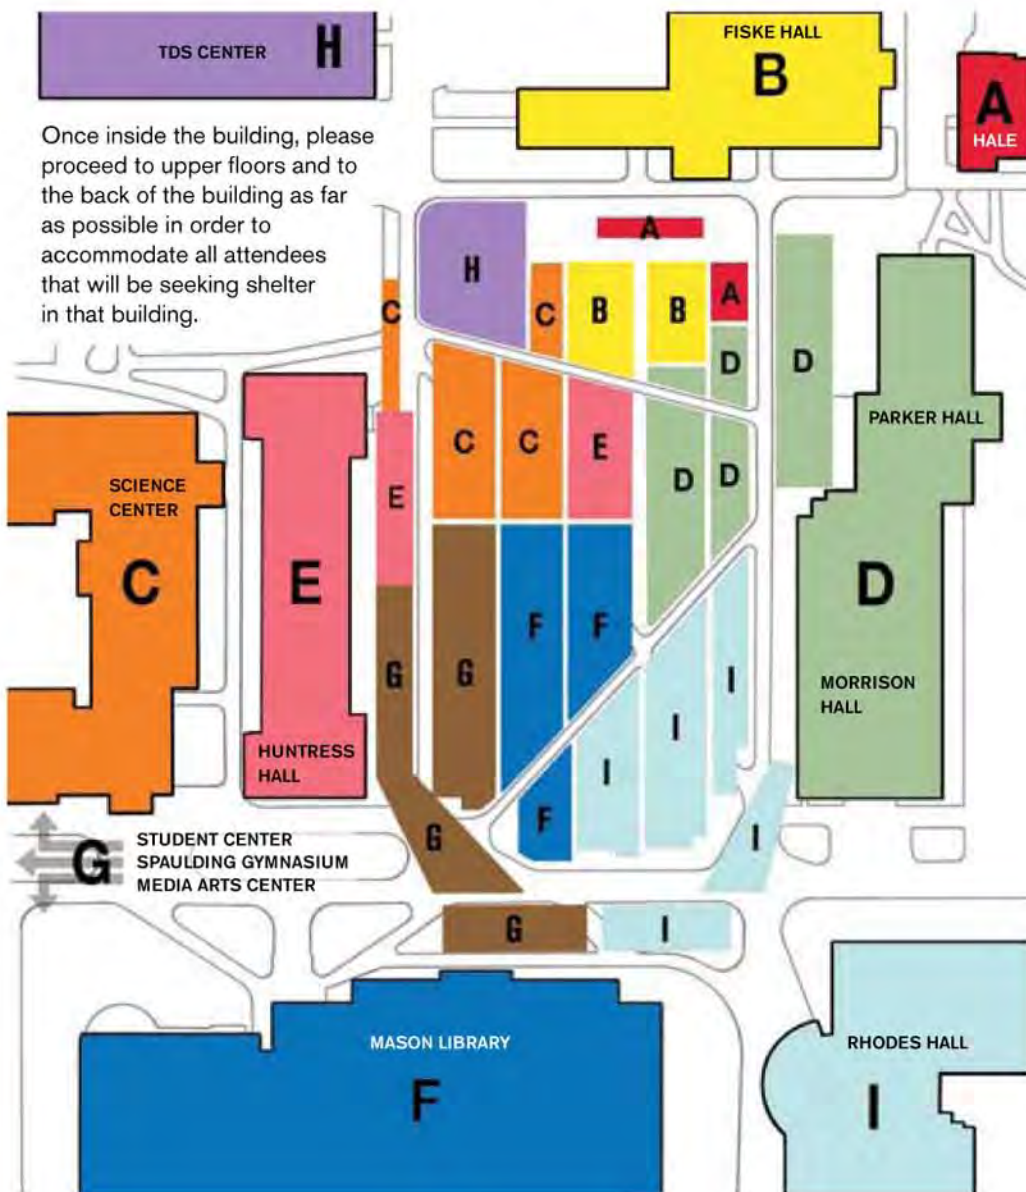 TDS CENTER H
FISKE HALL
B
A
HALE
Once inside the building, please
proceed to upper floors and to
the back of the building as far
as possible in order to
accommodate all attendees
that will be seeking shelter
in that building.
A
H
C
C
B
B
A
D
D
PARKER HALL
C
C
E
D
D
SCIENCE
CENTER
E
C
E
D
F
F
G
G
I
MORRISON
HALL
I
HUNTRESS
HALL
I
F
G
I
STUDENT CENTER
G SPAULDING GYMNASIUM
MEDIA ARTS CENTER
G
I
MASON LIBRARY
F
RHODES HALL
I